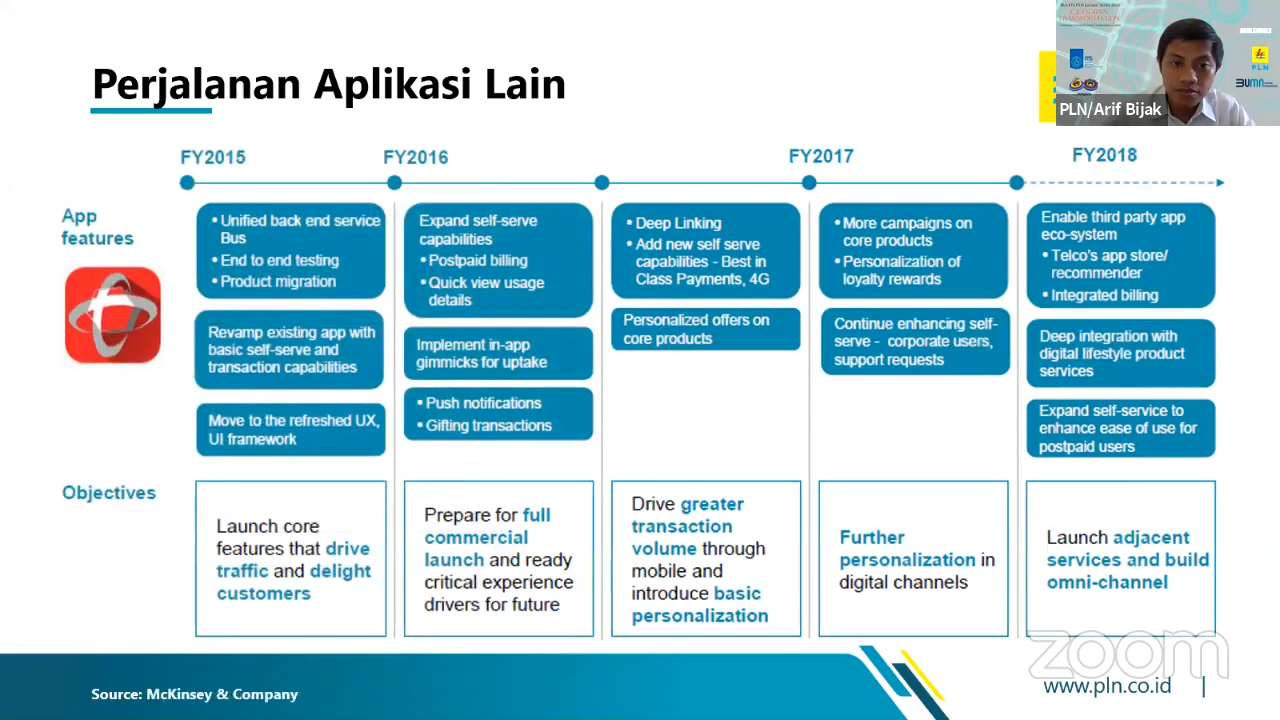 Perjalanan Aplikasi Lain
PLN
BUMN
PLN/Arif Bijak
FY2015
FY2016
FY2017
FY2018
App
features
• Unified back end service
Bus
• End to end testing
• Product migration
Revamp existing app with
basic self-serve and
transaction capabilities
Move to the refreshed UX,
UI framework
Expand self-serve
capabilities
• Postpaid billing
• Quick view usage
details
Implement in-app
gimmicks for uptake
• Push notifications
• Gifting transactions
• Deep Linking
• Add new self serve
capabilities - Best in
Class Payments, 4G
Personalized offers on
core products
• More campaigns on
core products
• Personalization of
loyalty rewards
Continue enhancing self-
serve - corporate users,
support requests
Enable third party app
eco-system
• Telco's app store/
recommender
• Integrated billing
Deep integration with
digital lifestyle product
services
Expand self-service to
enhance ease of use for
postpaid users
Objectives
Launch core
features that drive
traffic and delight
customers
Prepare for full
commercial
launch and ready
critical experience
drivers for future
Drive greater
transaction
volume through
mobile and
introduce basic
personalization
Further
personalization in
digital channels
Launch adjacent
services and build
omni-channel
zoom
Source: McKinsey & Company
www.pln.co.id